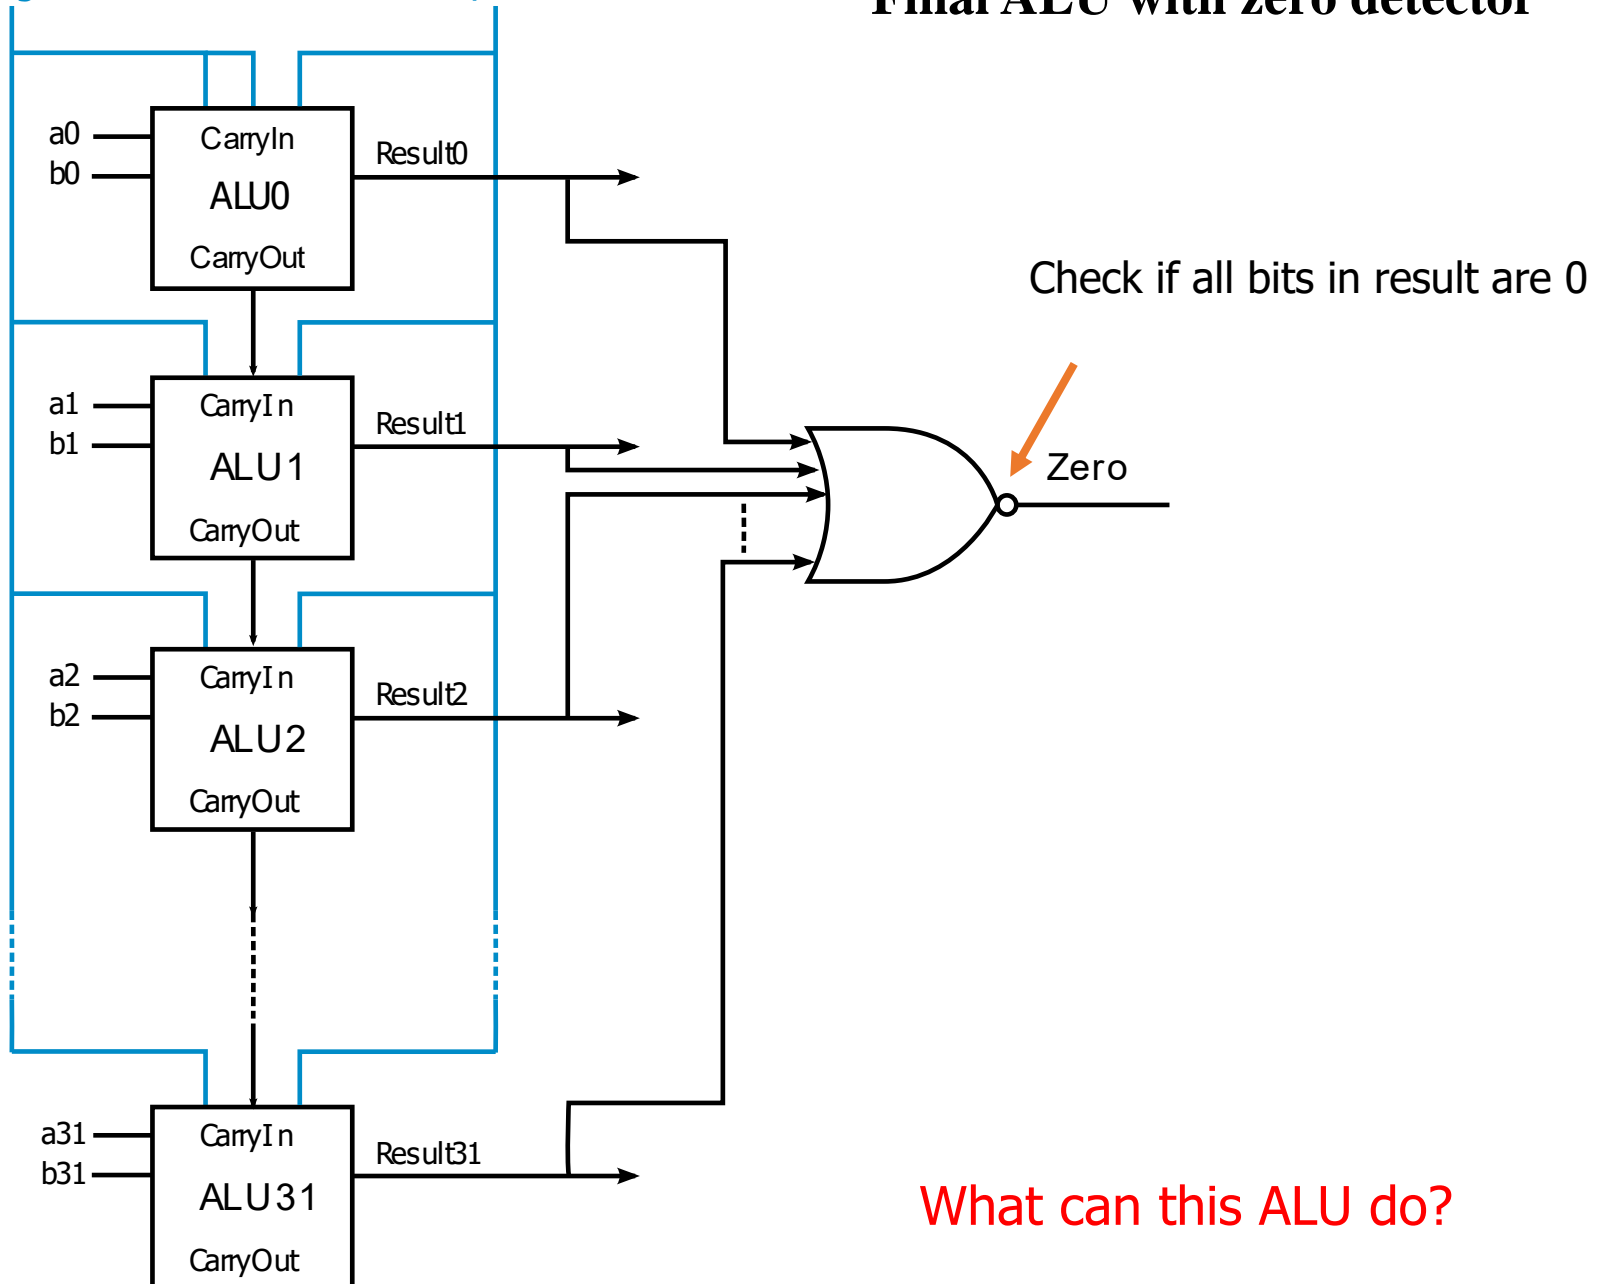 Final ALU with zero detector
a0
b0
CarryIn
ALU0
CarryOut
Result0
Check if all bits in result are 0
a1
b1
CarryIn
ALU1
CarryOut
Result1
Zero
a2
b2
CarryIn
ALU2
CarryOut
Result2
a31
b31
CarryIn
ALU31
CarryOut
Result31
What can this ALU do?